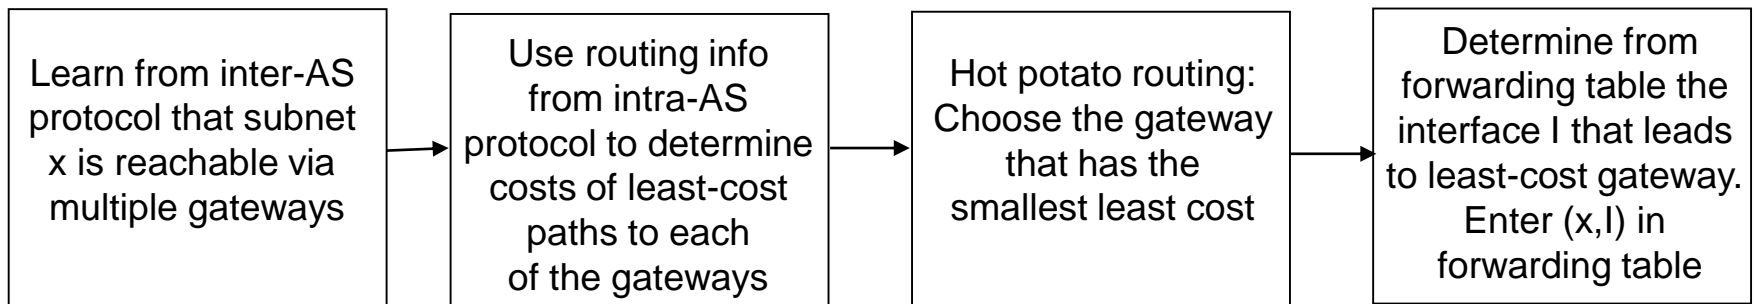 Learn from inter-AS
protocol that subnet
x is reachable via
multiple gateways
Use routing info
from intra-AS
protocol to determine
costs of least-cost
paths to each
of the gateways
Hot potato routing:
Choose the gateway
that has the
smallest least cost
Determine from
forwarding table the
interface I that leads
to least-cost gateway.
Enter (x,I) in
forwarding table